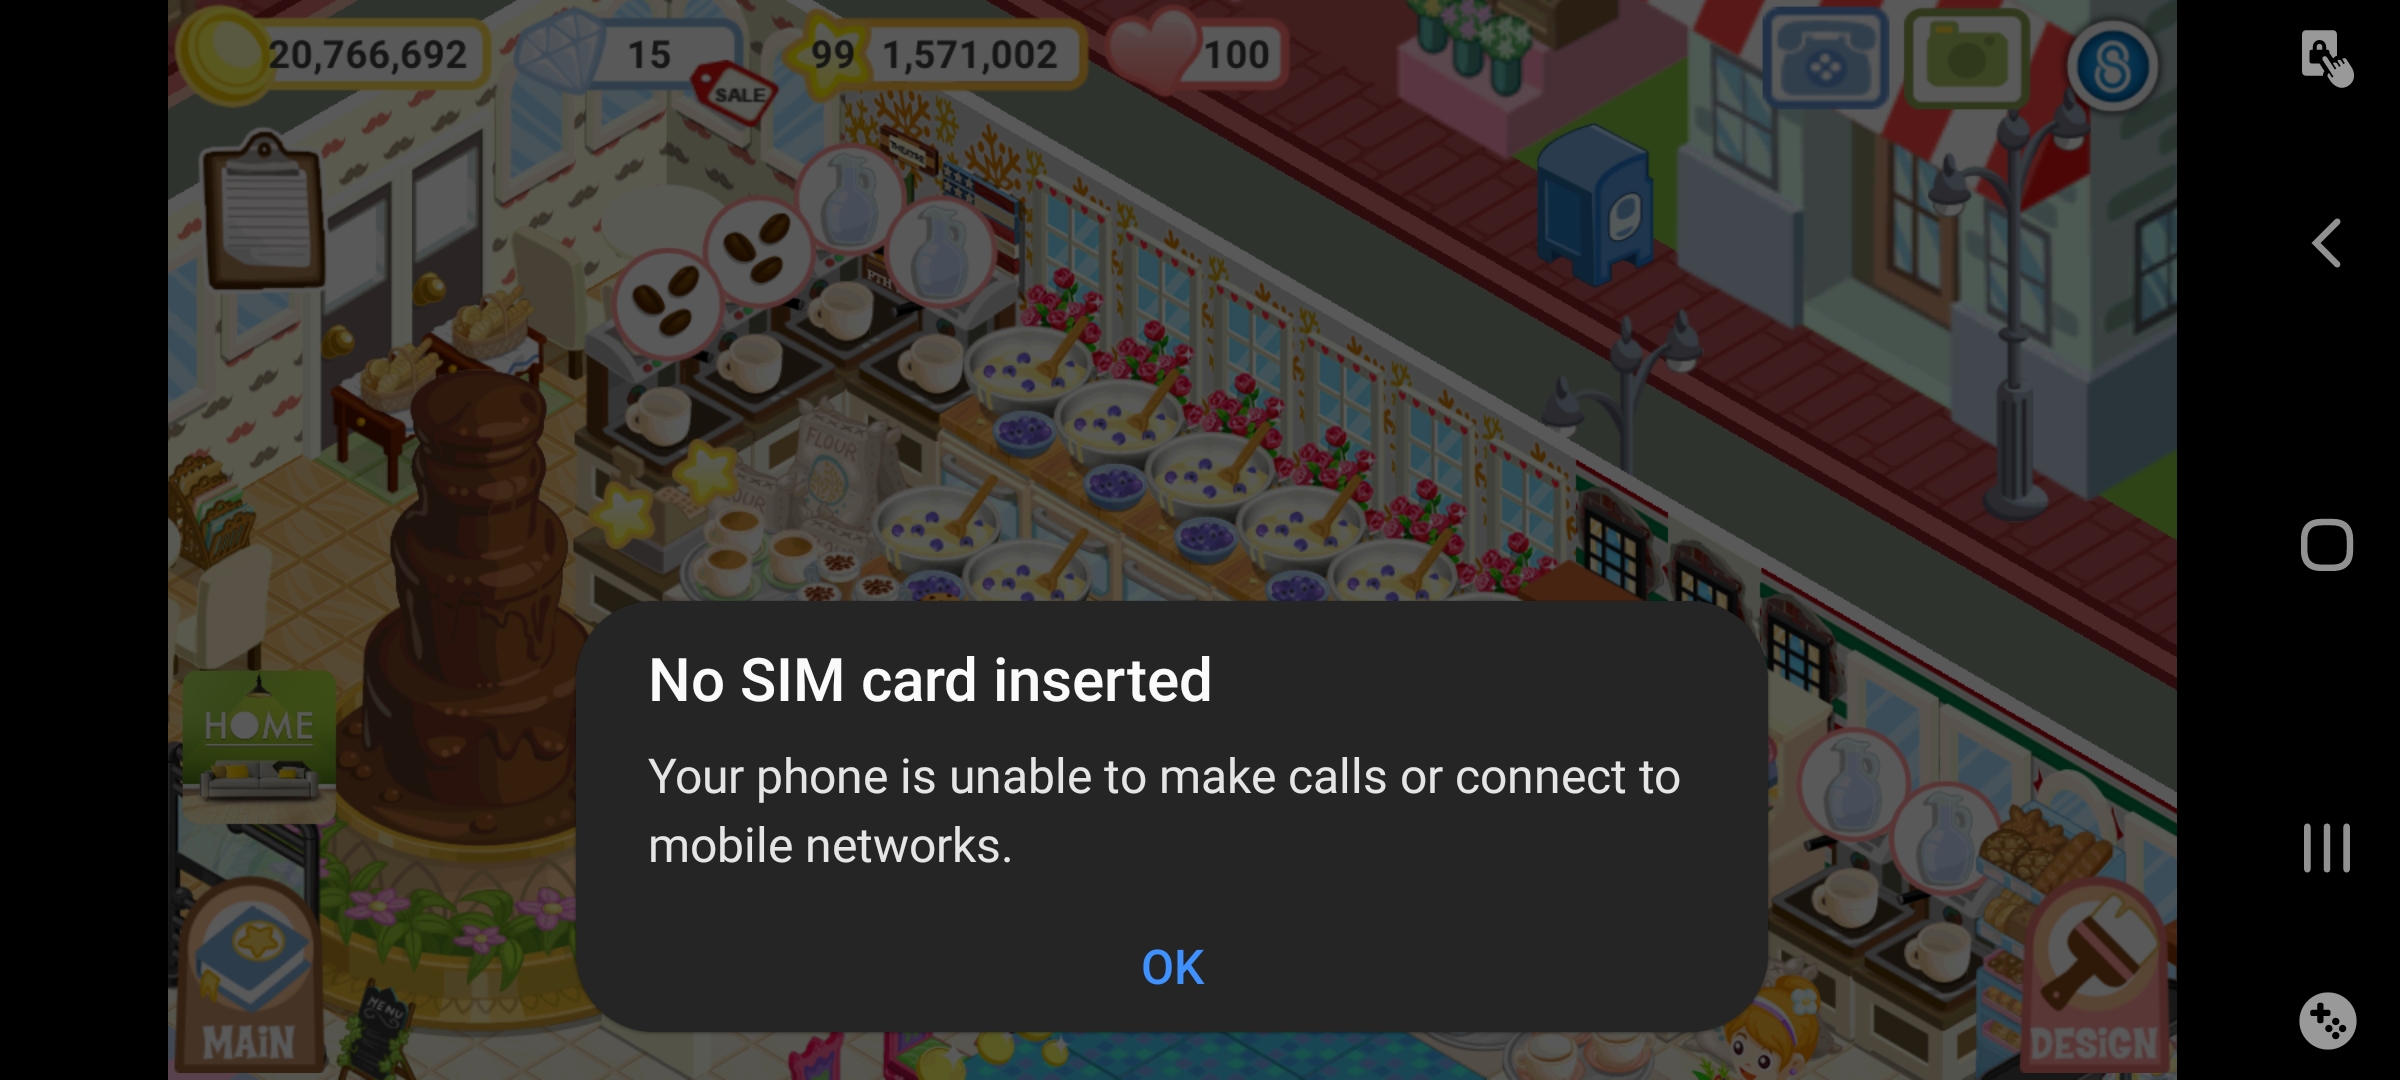 20,766,692
15
99
1,571,002
100
SALE
THEATRE
FLOUR
HOME
No SIM card inserted
Your phone is unable to make calls or connect to
mobile networks.
OK
MENU
MAiN
DESiGN